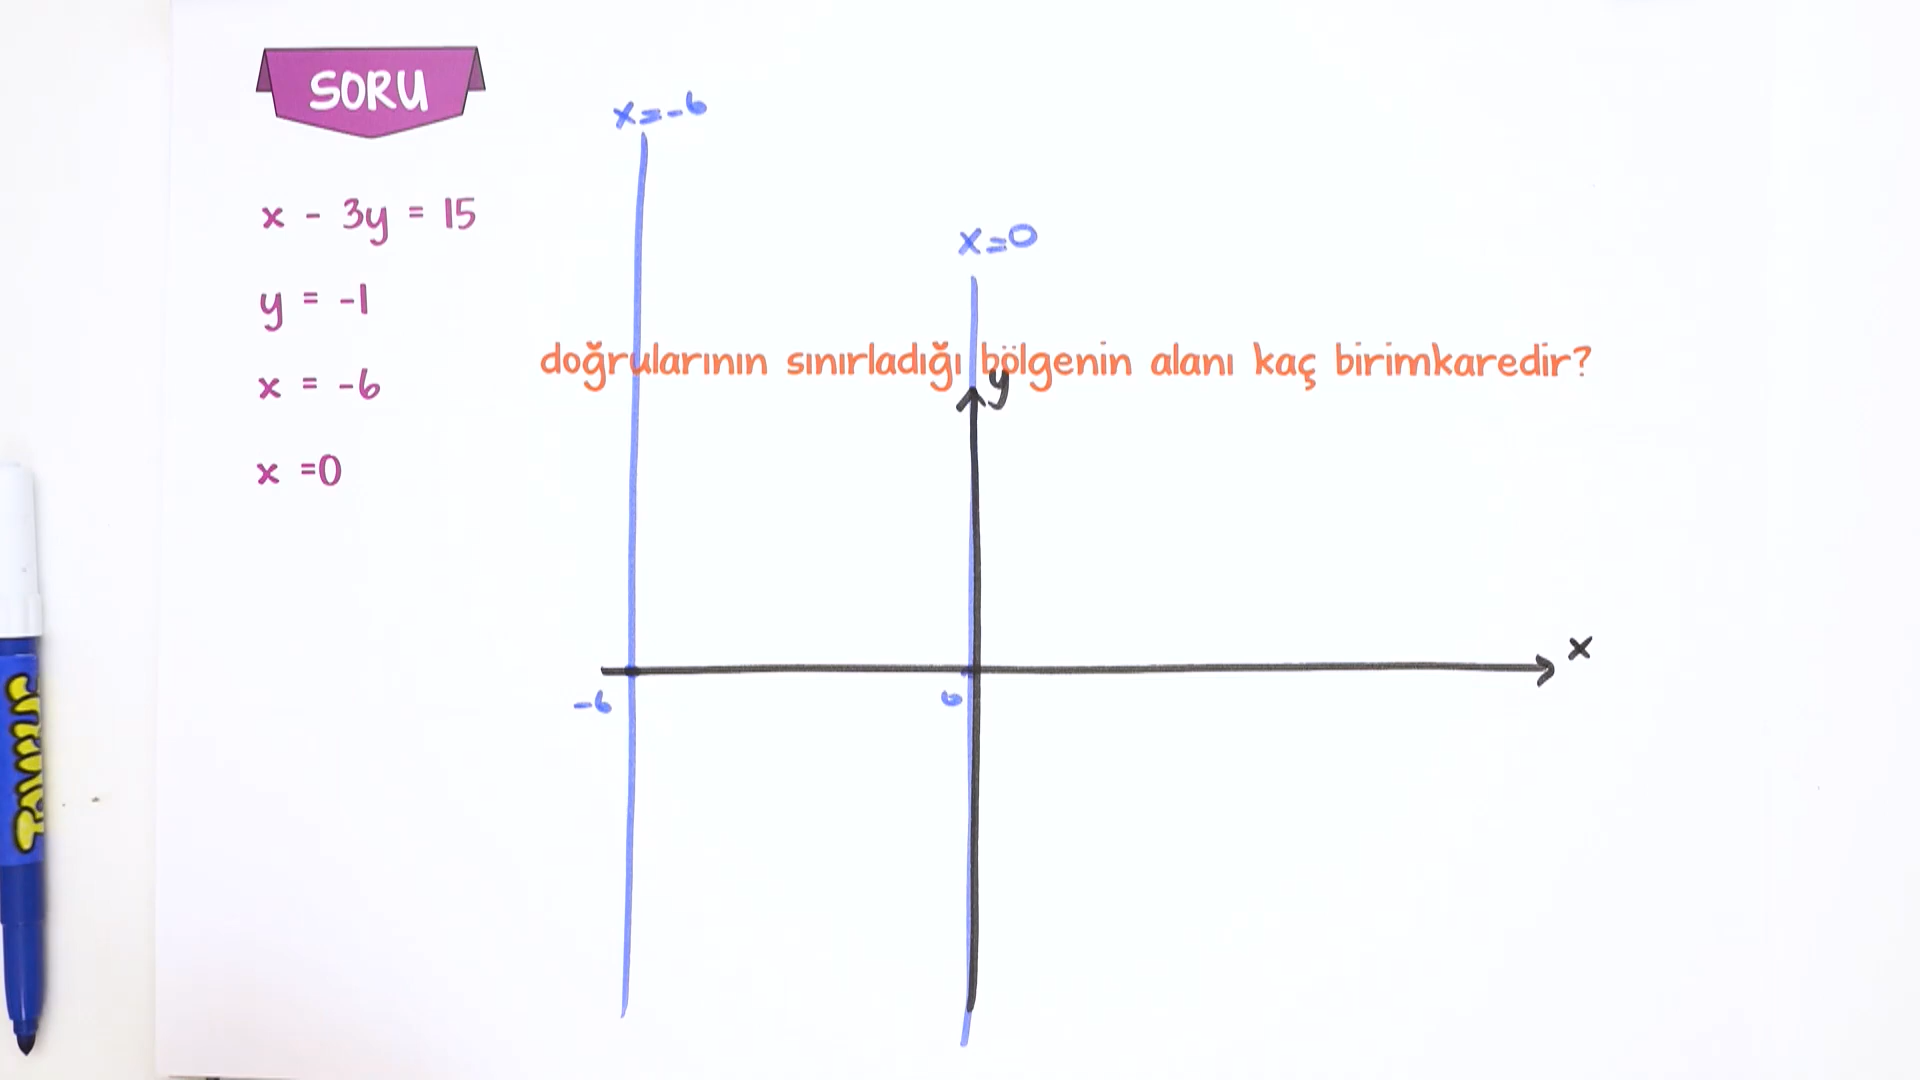 SORU
x - 3y = 15
y = -1
x = -6
x =0
x=-6
x=0
doğrularının sınırladığı bölgenin alanı kaç birimkaredir?
y
x
-6
0